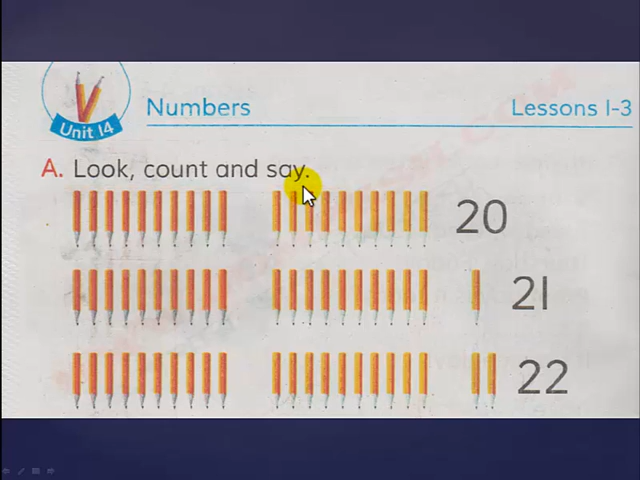 Unit 14
Numbers
Lessons 1-3
A. Look, count and say.
20
21
22